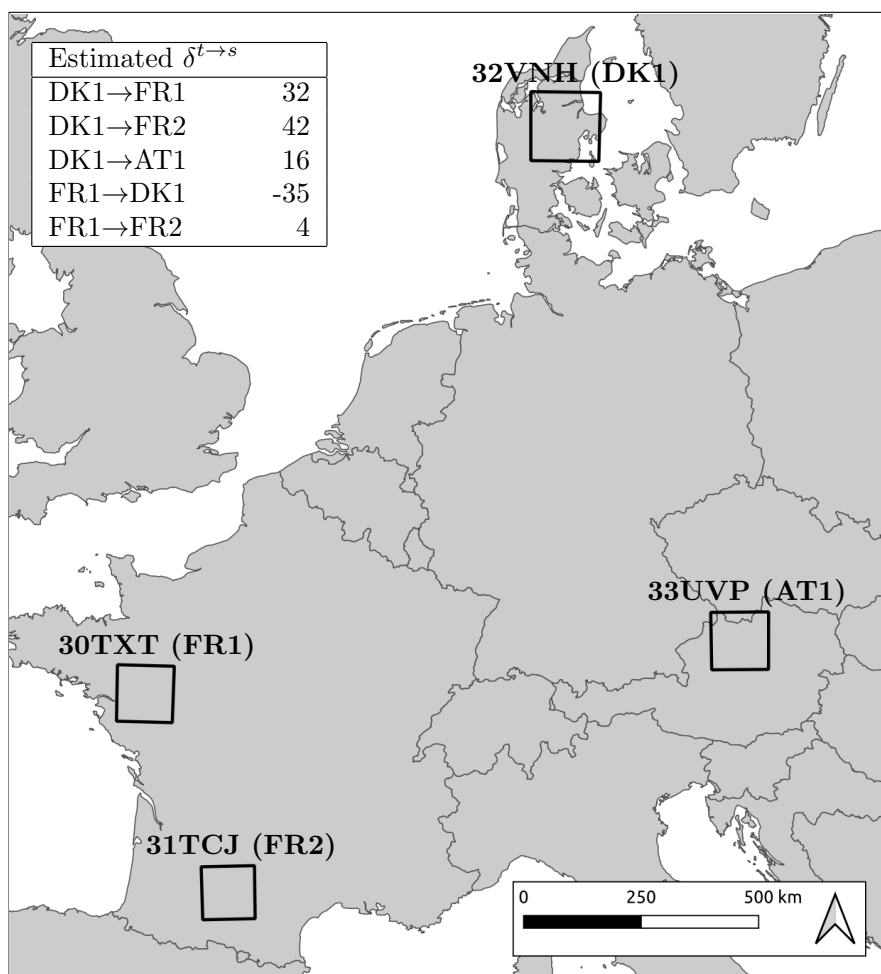 Estimated δ^{t→s}
DK1→FR1 32
DK1→FR2 42
DK1→AT1 16
FR1→DK1 -35
FR1→FR2 4
32VNH (DK1)
33UVP (AT1)
30TXT (FR1)
31TCJ (FR2)
0 250 500 km